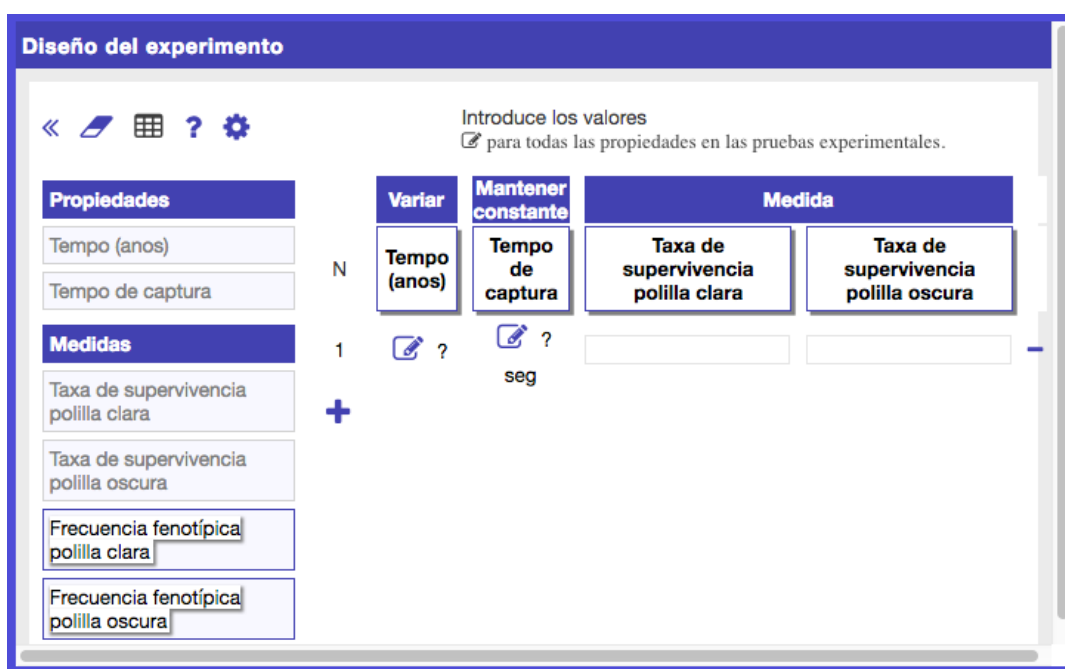 Diseño del experimento
«
?
Introduce los valores
para todas las propiedades en las pruebas experimentales.
Propiedades
Tempo (anos)
Tempo de captura
Medidas
Taxa de supervivencia
polilla clara
Taxa de supervivencia
polilla oscura
Frecuencia fenotípica
polilla clara
Frecuencia fenotípica
polilla oscura
Variar
Mantener
constante
Medida
N
Tempo
(anos)
Tempo
de
captura
Taxa de
supervivencia
polilla clara
Taxa de
supervivencia
polilla oscura
1
?
?
seg